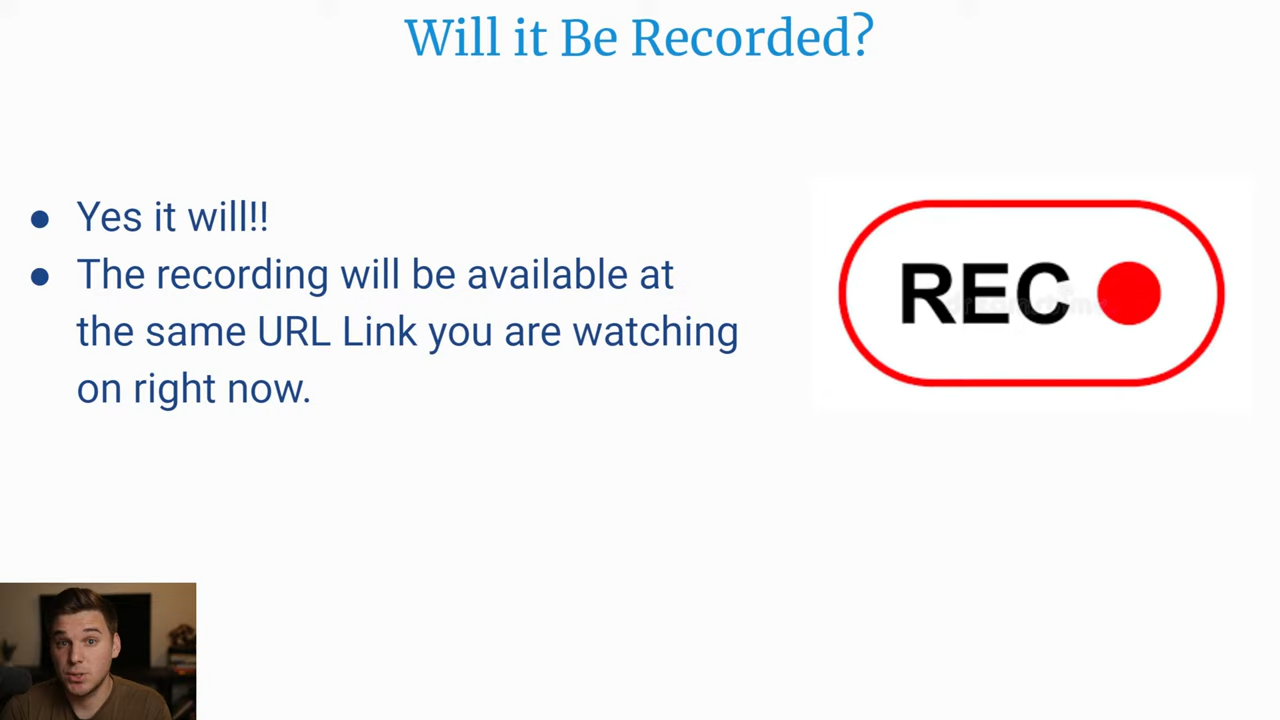 Will it Be Recorded?
● Yes it will!!
● The recording will be available at
the same URL Link you are watching
on right now.
REC